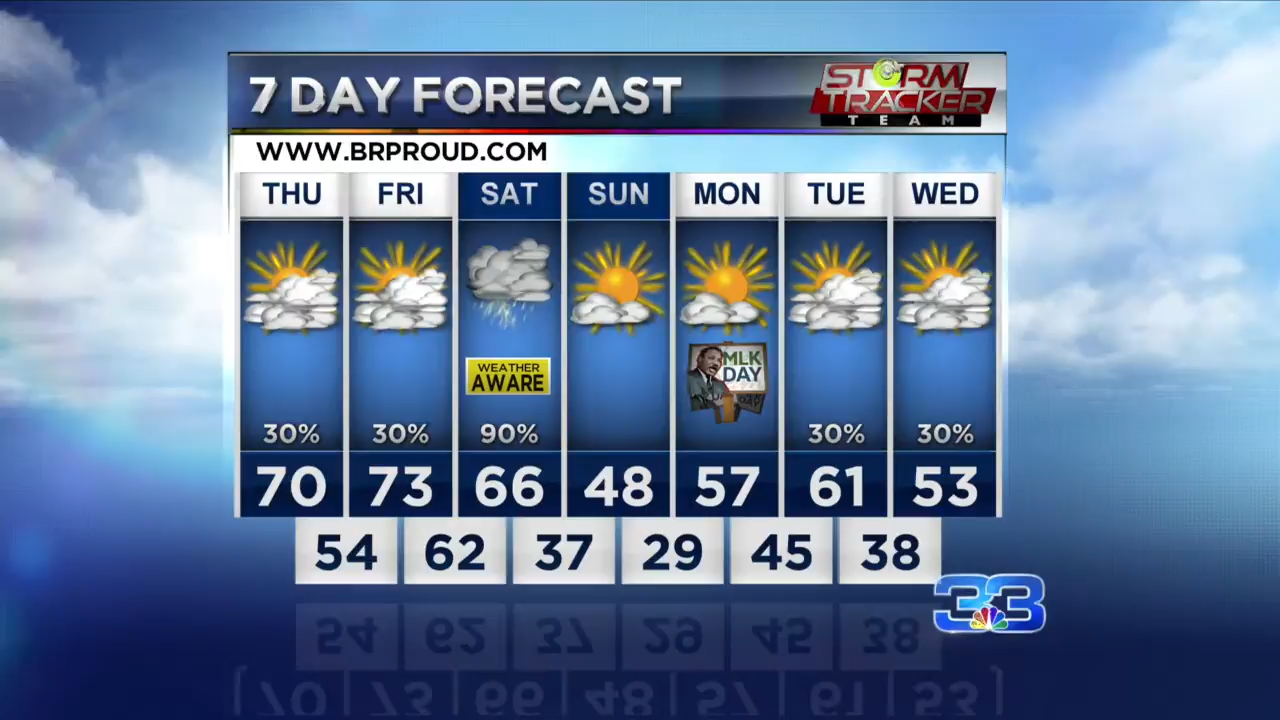 7 DAY FORECAST
STORM
TRACKER
TEAM
WWW.BRPROUD.COM
THU FRI SAT SUN MON TUE WED
WEATHER
AWARE
MLK
DAY
30% 30% 90% 30% 30%
70 73 66 48 57 61 53
54 62 37 29 45 38
33